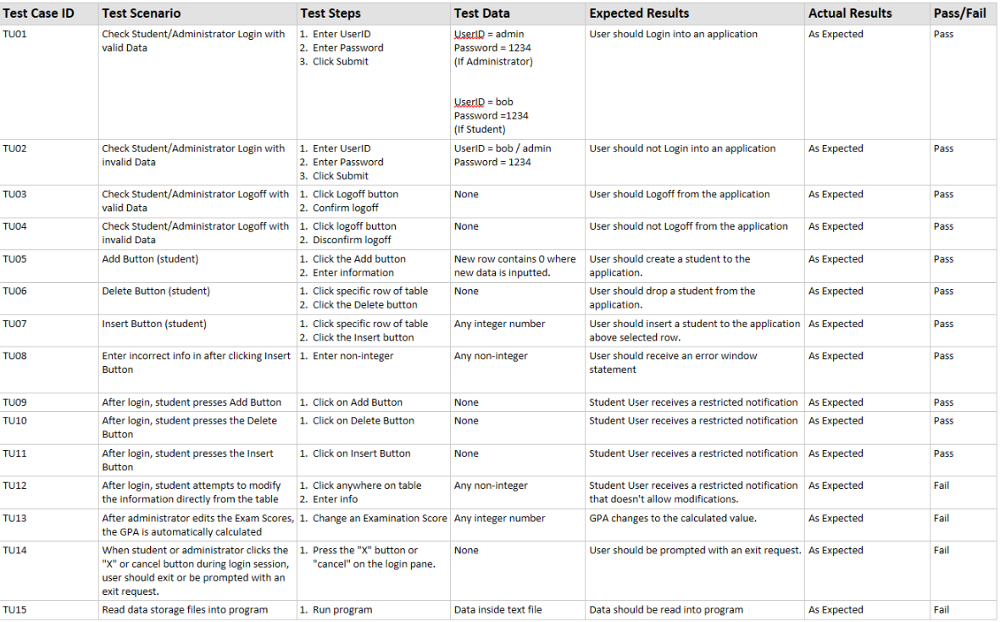 Test Case ID Test Scenario Test Steps Test Data Expected Results Actual Results Pass/Fail
TU01 Check Student/Administrator Login with 1. Enter UserID UserID = admin User should Login into an application As Expected Pass
valid Data 2. Enter Password Password = 1234
3. Click Submit (If Administrator)
UserID = bob
Password =1234
(If Student)
TU02 Check Student/Administrator Login with 1. Enter UserID UserID = bob / admin User should not Login into an application As Expected Pass
invalid Data 2. Enter Password Password = 1234
3. Click Submit
TU03 Check Student/Administrator Logoff with 1. Click Logoff button None User should Logoff from the application As Expected Pass
valid Data 2. Confirm logoff
TU04 Check Student/Administrator Logoff with 1. Click logoff button None User should not Logoff from the application As Expected Pass
invalid Data 2. Disconfirm logoff
TU05 Add Button (student) 1. Click the Add button New row contains 0 where User should create a student to the As Expected Pass
2. Enter information new data is inputted. application.
TU06 Delete Button (student) 1. Click specific row of table None User should drop a student from the As Expected Pass
2. Click the Delete button application.
TU07 Insert Button (student) 1. Click specific row of table Any integer number User should insert a student to the application As Expected Pass
2. Click the Insert button above selected row.
TU08 Enter incorrect info in after clicking Insert 1. Enter non-integer Any non-integer User should receive an error window As Expected Pass
Button statement
TU09 After login, student presses Add Button 1. Click on Add Button None Student User receives a restricted notification As Expected Pass
TU10 After login, student presses the Delete 1. Click on Delete Button None Student User receives a restricted notification As Expected Pass
Button
TU11 After login, student presses the Insert 1. Click on Insert Button None Student User receives a restricted notification As Expected Pass
Button
TU12 After login, student attempts to modify 1. Click anywhere on table Any non-integer Student User receives a restricted notification As Expected Fail
the information directly from the table 2. Enter info that doesn't allow modifications.
TU13 After administrator edits the Exam Scores, 1. Change an Examination Score Any integer number GPA changes to the calculated value. As Expected Fail
the GPA is automatically calculated
TU14 When student or administrator clicks the 1. Press the "X" button or None User should be prompted with an exit request. As Expected Fail
"X" or cancel button during login session, "cancel" on the login pane.
user should exit or be prompted with an
exit request.
TU15 Read data storage files into program 1. Run program Data inside text file Data should be read into program As Expected Fail